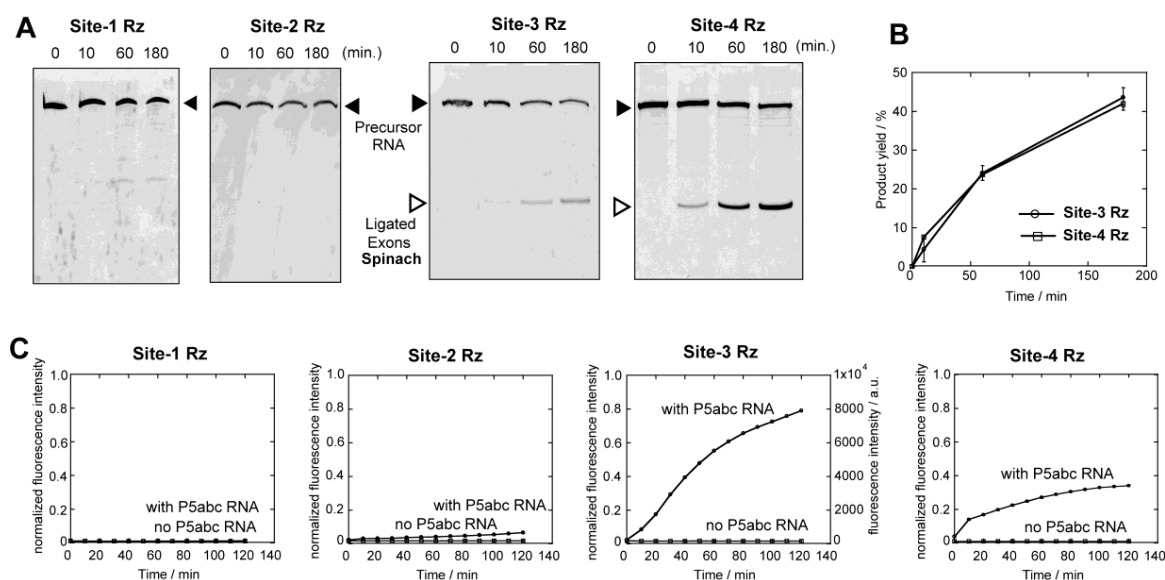 A
Site-1 Rz
0 10 60 180
Site-2 Rz
0 10 60 180 (min.)
Site-3 Rz
0 10 60 180
Site-4 Rz
0 10 60 180
Precursor
RNA
Ligated
Exons
Spinach
B
Product yield / %
50
40
30
20
10
0
Site-3 Rz
Site-4 Rz
0 50 100 150 200
Time / min
C
Site-1 Rz
normalized fluorescence intensity
1.0
0.8
0.6
0.4
0.2
0
with P5abc RNA
no P5abc RNA
0 20 40 60 80 100 120 140
Time / min
Site-2 Rz
normalized fluorescence intensity
1.0
0.8
0.6
0.4
0.2
0
with P5abc RNA
no P5abc RNA
0 20 40 60 80 100 120 140
Time / min
Site-3 Rz
normalized fluorescence intensity
1.0
0.8
0.6
0.4
0.2
0
with P5abc RNA
no P5abc RNA
0 20 40 60 80 100 120 140
Time / min
1x10⁴
8000
6000
4000
2000
0
fluorescence intensity / a.u.
Site-4 Rz
normalized fluorescence intensity
1.0
0.8
0.6
0.4
0.2
0
with P5abc RNA
no P5abc RNA
0 20 40 60 80 100 120 140
Time / min